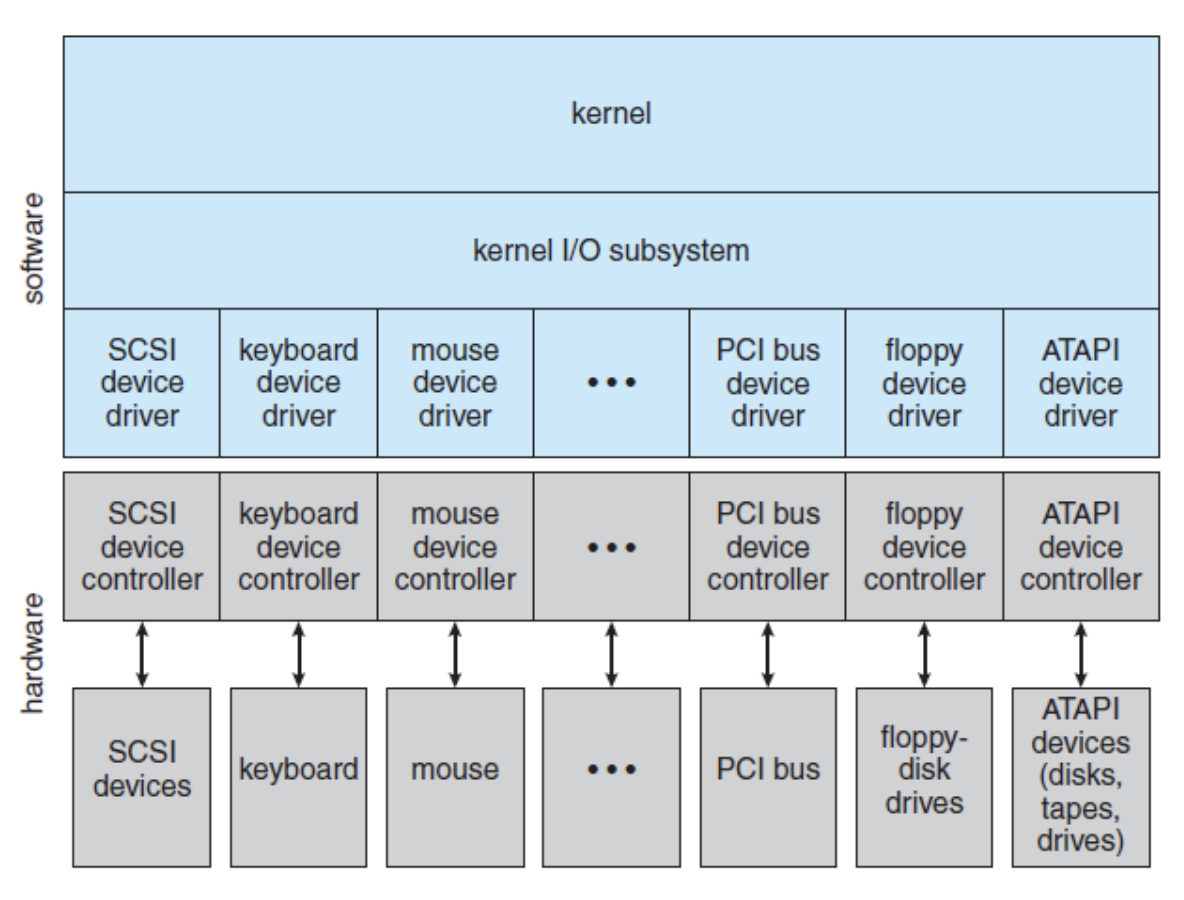 kernel
software
kernel I/O subsystem
SCSI
device
driver
keyboard
device
driver
mouse
device
driver
•••
PCI bus
device
driver
floppy
device
driver
ATAPI
device
driver
hardware
SCSI
device
controller
keyboard
device
controller
mouse
device
controller
•••
PCI bus
device
controller
floppy
device
controller
ATAPI
device
controller
SCSI
devices
keyboard
mouse
•••
PCI bus
floppy-
disk
drives
ATAPI
devices
(disks,
tapes,
drives)